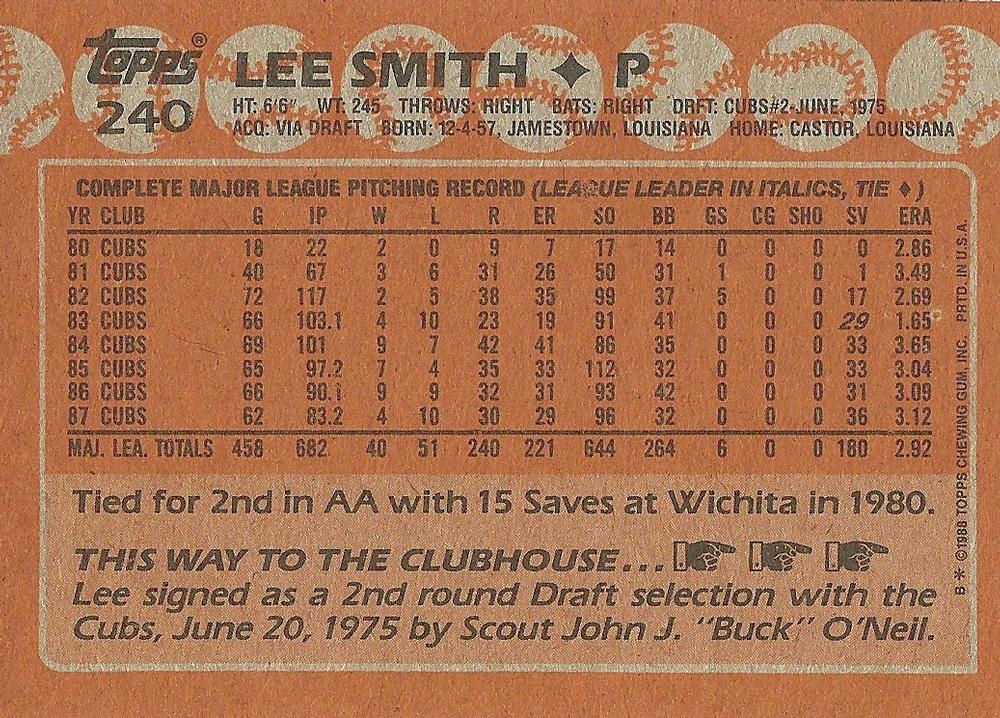 topps® LEE SMITH ✦ P
240 HT: 6'6" WT: 245 THROWS: RIGHT BATS: RIGHT DRFT: CUBS#2-JUNE, 1975
ACQ: VIA DRAFT BORN: 12-4-57, JAMESTOWN, LOUISIANA HOME: CASTOR, LOUISIANA
COMPLETE MAJOR LEAGUE PITCHING RECORD (LEAGUE LEADER IN ITALICS, TIE ♦)
YR CLUB G IP W L R ER SO BB GS CG SHO SV ERA
80 CUBS 18 22 2 0 9 7 17 14 0 0 0 0 2.86
81 CUBS 40 67 3 6 31 26 50 31 1 0 0 1 3.49
82 CUBS 72 117 2 5 38 35 99 37 5 0 0 17 2.69
83 CUBS 66 103.1 4 10 23 19 91 41 0 0 0 29 1.65
84 CUBS 69 101 9 7 42 41 86 35 0 0 0 33 3.65
85 CUBS 65 97.2 7 4 35 33 112 32 0 0 0 33 3.04
86 CUBS 66 90.1 9 9 32 31 93 42 0 0 0 31 3.09
87 CUBS 62 83.2 4 10 30 29 96 32 0 0 0 36 3.12
MAJ. LEA. TOTALS 458 682 40 51 240 221 644 264 6 0 0 180 2.92
Tied for 2nd in AA with 15 Saves at Wichita in 1980.
THIS WAY TO THE CLUBHOUSE...
Lee signed as a 2nd round Draft selection with the
Cubs, June 20, 1975 by Scout John J. "Buck" O'Neil.
B * ©1988 TOPPS CHEWING GUM, INC. PRTD. IN U.S.A.